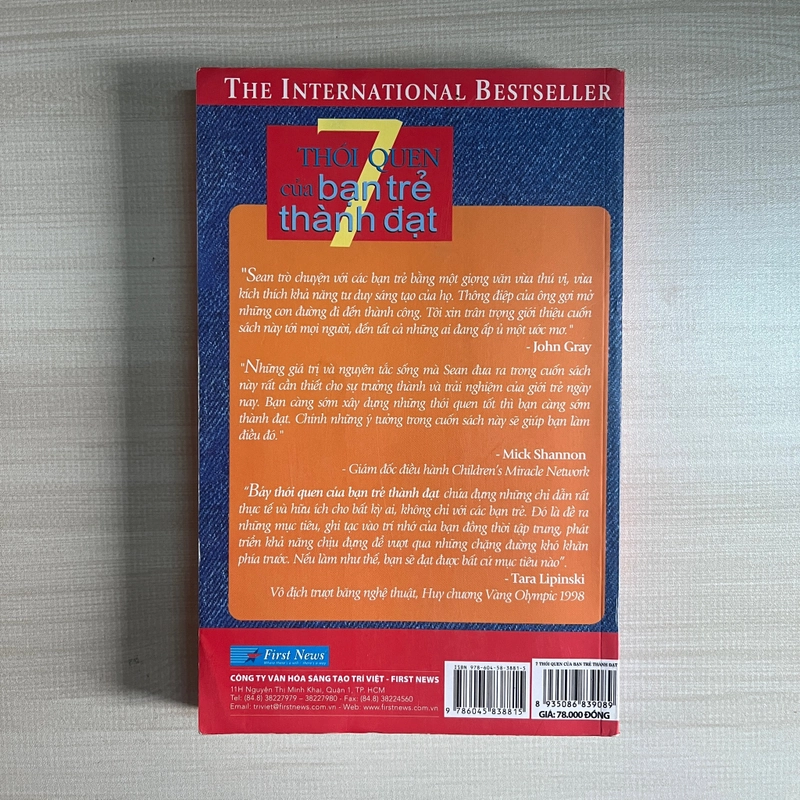 THE INTERNATIONAL BESTSELLER
7
THÓI QUEN
của bạn trẻ
thành đạt
"Sean trò chuyện với các bạn trẻ bằng một giọng văn vừa thú vị, vừa
kích thích khả năng tư duy sáng tạo của họ. Thông điệp của ông gợi mở
những con đường đi đến thành công. Tôi xin trân trọng giới thiệu cuốn
sách này tới mọi người, đến tất cả những ai đang ấp ủ một ước mơ."
- John Gray
"Những giá trị và nguyên tắc sống mà Sean đưa ra trong cuốn sách
này rất cần thiết cho sự trưởng thành và trải nghiệm của giới trẻ ngày
nay. Bạn càng sớm xây dựng những thói quen tốt thì bạn càng sớm
thành đạt. Chính những ý tưởng trong cuốn sách này sẽ giúp bạn làm
điều đó."
- Mick Shannon
- Giám đốc điều hành Children's Miracle Network
"Bảy thói quen của bạn trẻ thành đạt chứa đựng những chỉ dẫn rất
thực tế và hữu ích cho bất kỳ ai, không chỉ với các bạn trẻ. Đó là đề ra
những mục tiêu, ghi tạc vào trí nhớ của bạn đồng thời tập trung, phát
triển khả năng chịu đựng để vượt qua những chặng đường khó khăn
phía trước. Nếu làm như thế, bạn sẽ đạt được bất cứ mục tiêu nào".
- Tara Lipinski
Vô địch trượt băng nghệ thuật, Huy chương Vàng Olympic 1998
First News
CÔNG TY VĂN HÓA SÁNG TẠO TRÍ VIỆT - FIRST NEWS
11H Nguyễn Thị Minh Khai, Quận 1, TP. HCM
Tel: (84.8) 38227979 – 38227980 - Fax: (84.8) 38224560
Email: triviet@firstnews.com.vn - Web: www.firstnews.com.vn
ISBN 978-604-58-3881-5
9 786045 838815
7 THÓI QUEN CỦA BẠN TRẺ THÀNH ĐẠT
8 935086 839089
GIÁ: 78.000 ĐỒNG